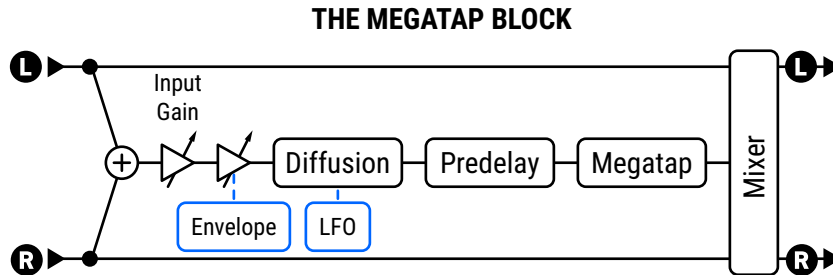 THE MEGATAP BLOCK
L
L
Input
Gain
+
Diffusion
Predelay
Megatap
Mixer
Envelope
LFO
R
R